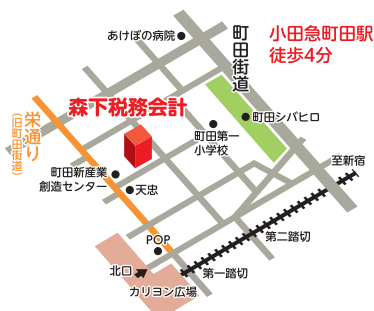 小田急町田駅
徒歩4分
町田街道
あけぼの病院
森下税務会計
栄通り
(旧町田街道)
町田シバヒロ
町田第一
小学校
至新宿
町田新産業
創造センター
天忠
POP
第二踏切
北口
第一踏切
カリヨン広場